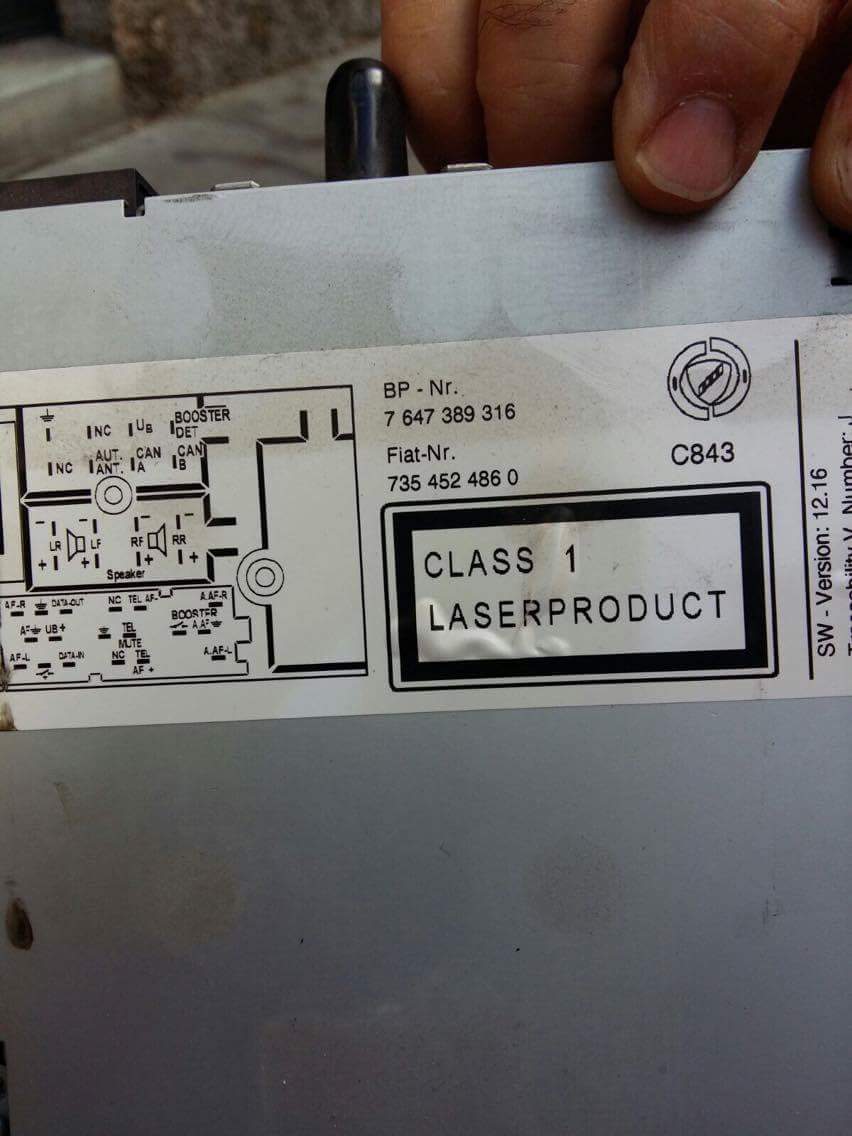 BP - Nr.
7 647 389 316
Fiat-Nr.
735 452 486 0
C843
CLASS 1
LASERPRODUCT
SW - Version: 12.16
Number:
NC UB BOOSTER DET
NC AUT. ANT. CAN A CAN B
- - - -
LR LF RF RR
+ + + +
Speaker
AF-R DATA-OUT NC TEL AF- A.AF-R
AF UB+ TEL MUTE BOOSTER A.AF
AF-L DATA-IN NC TEL AF + A.AF-L